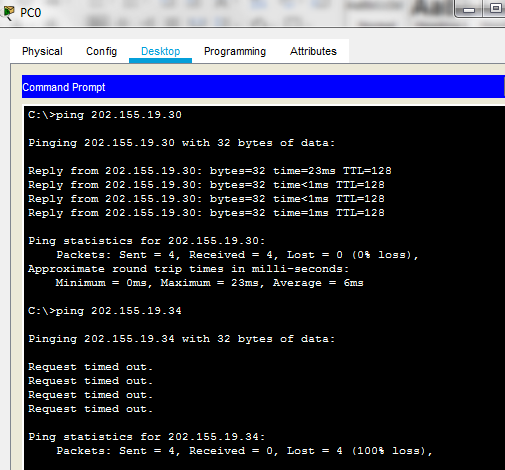 PC0
Physical Config Desktop Programming Attributes
Command Prompt
C:\>ping 202.155.19.30
Pinging 202.155.19.30 with 32 bytes of data:
Reply from 202.155.19.30: bytes=32 time=23ms TTL=128
Reply from 202.155.19.30: bytes=32 time<1ms TTL=128
Reply from 202.155.19.30: bytes=32 time<1ms TTL=128
Reply from 202.155.19.30: bytes=32 time=1ms TTL=128
Ping statistics for 202.155.19.30:
Packets: Sent = 4, Received = 4, Lost = 0 (0% loss),
Approximate round trip times in milli-seconds:
Minimum = 0ms, Maximum = 23ms, Average = 6ms
C:\>ping 202.155.19.34
Pinging 202.155.19.34 with 32 bytes of data:
Request timed out.
Request timed out.
Request timed out.
Request timed out.
Ping statistics for 202.155.19.34:
Packets: Sent = 4, Received = 0, Lost = 4 (100% loss),